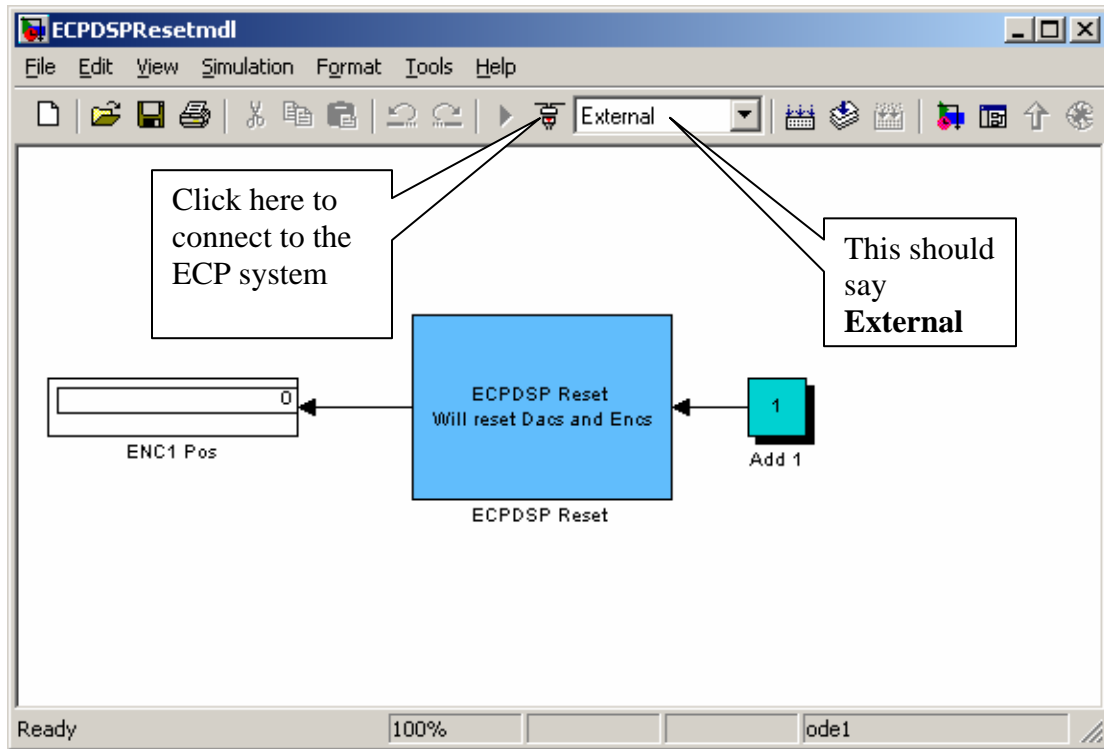 ECPDSPResetmdl
File Edit View Simulation Format Tools Help
External
Click here to
connect to the
ECP system
This should
say
External
0
ENC1 Pos
ECPDSP Reset
Will reset Dacs and Encs
ECPDSP Reset
1
Add 1
Ready 100% ode1